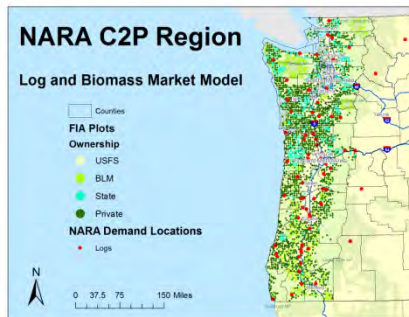 NARA C2P Region
Log and Biomass Market Model
Counties
FIA Plots
Ownership
USFS
BLM
State
Private
NARA Demand Locations
Logs
N
0 37.5 75 150 Miles